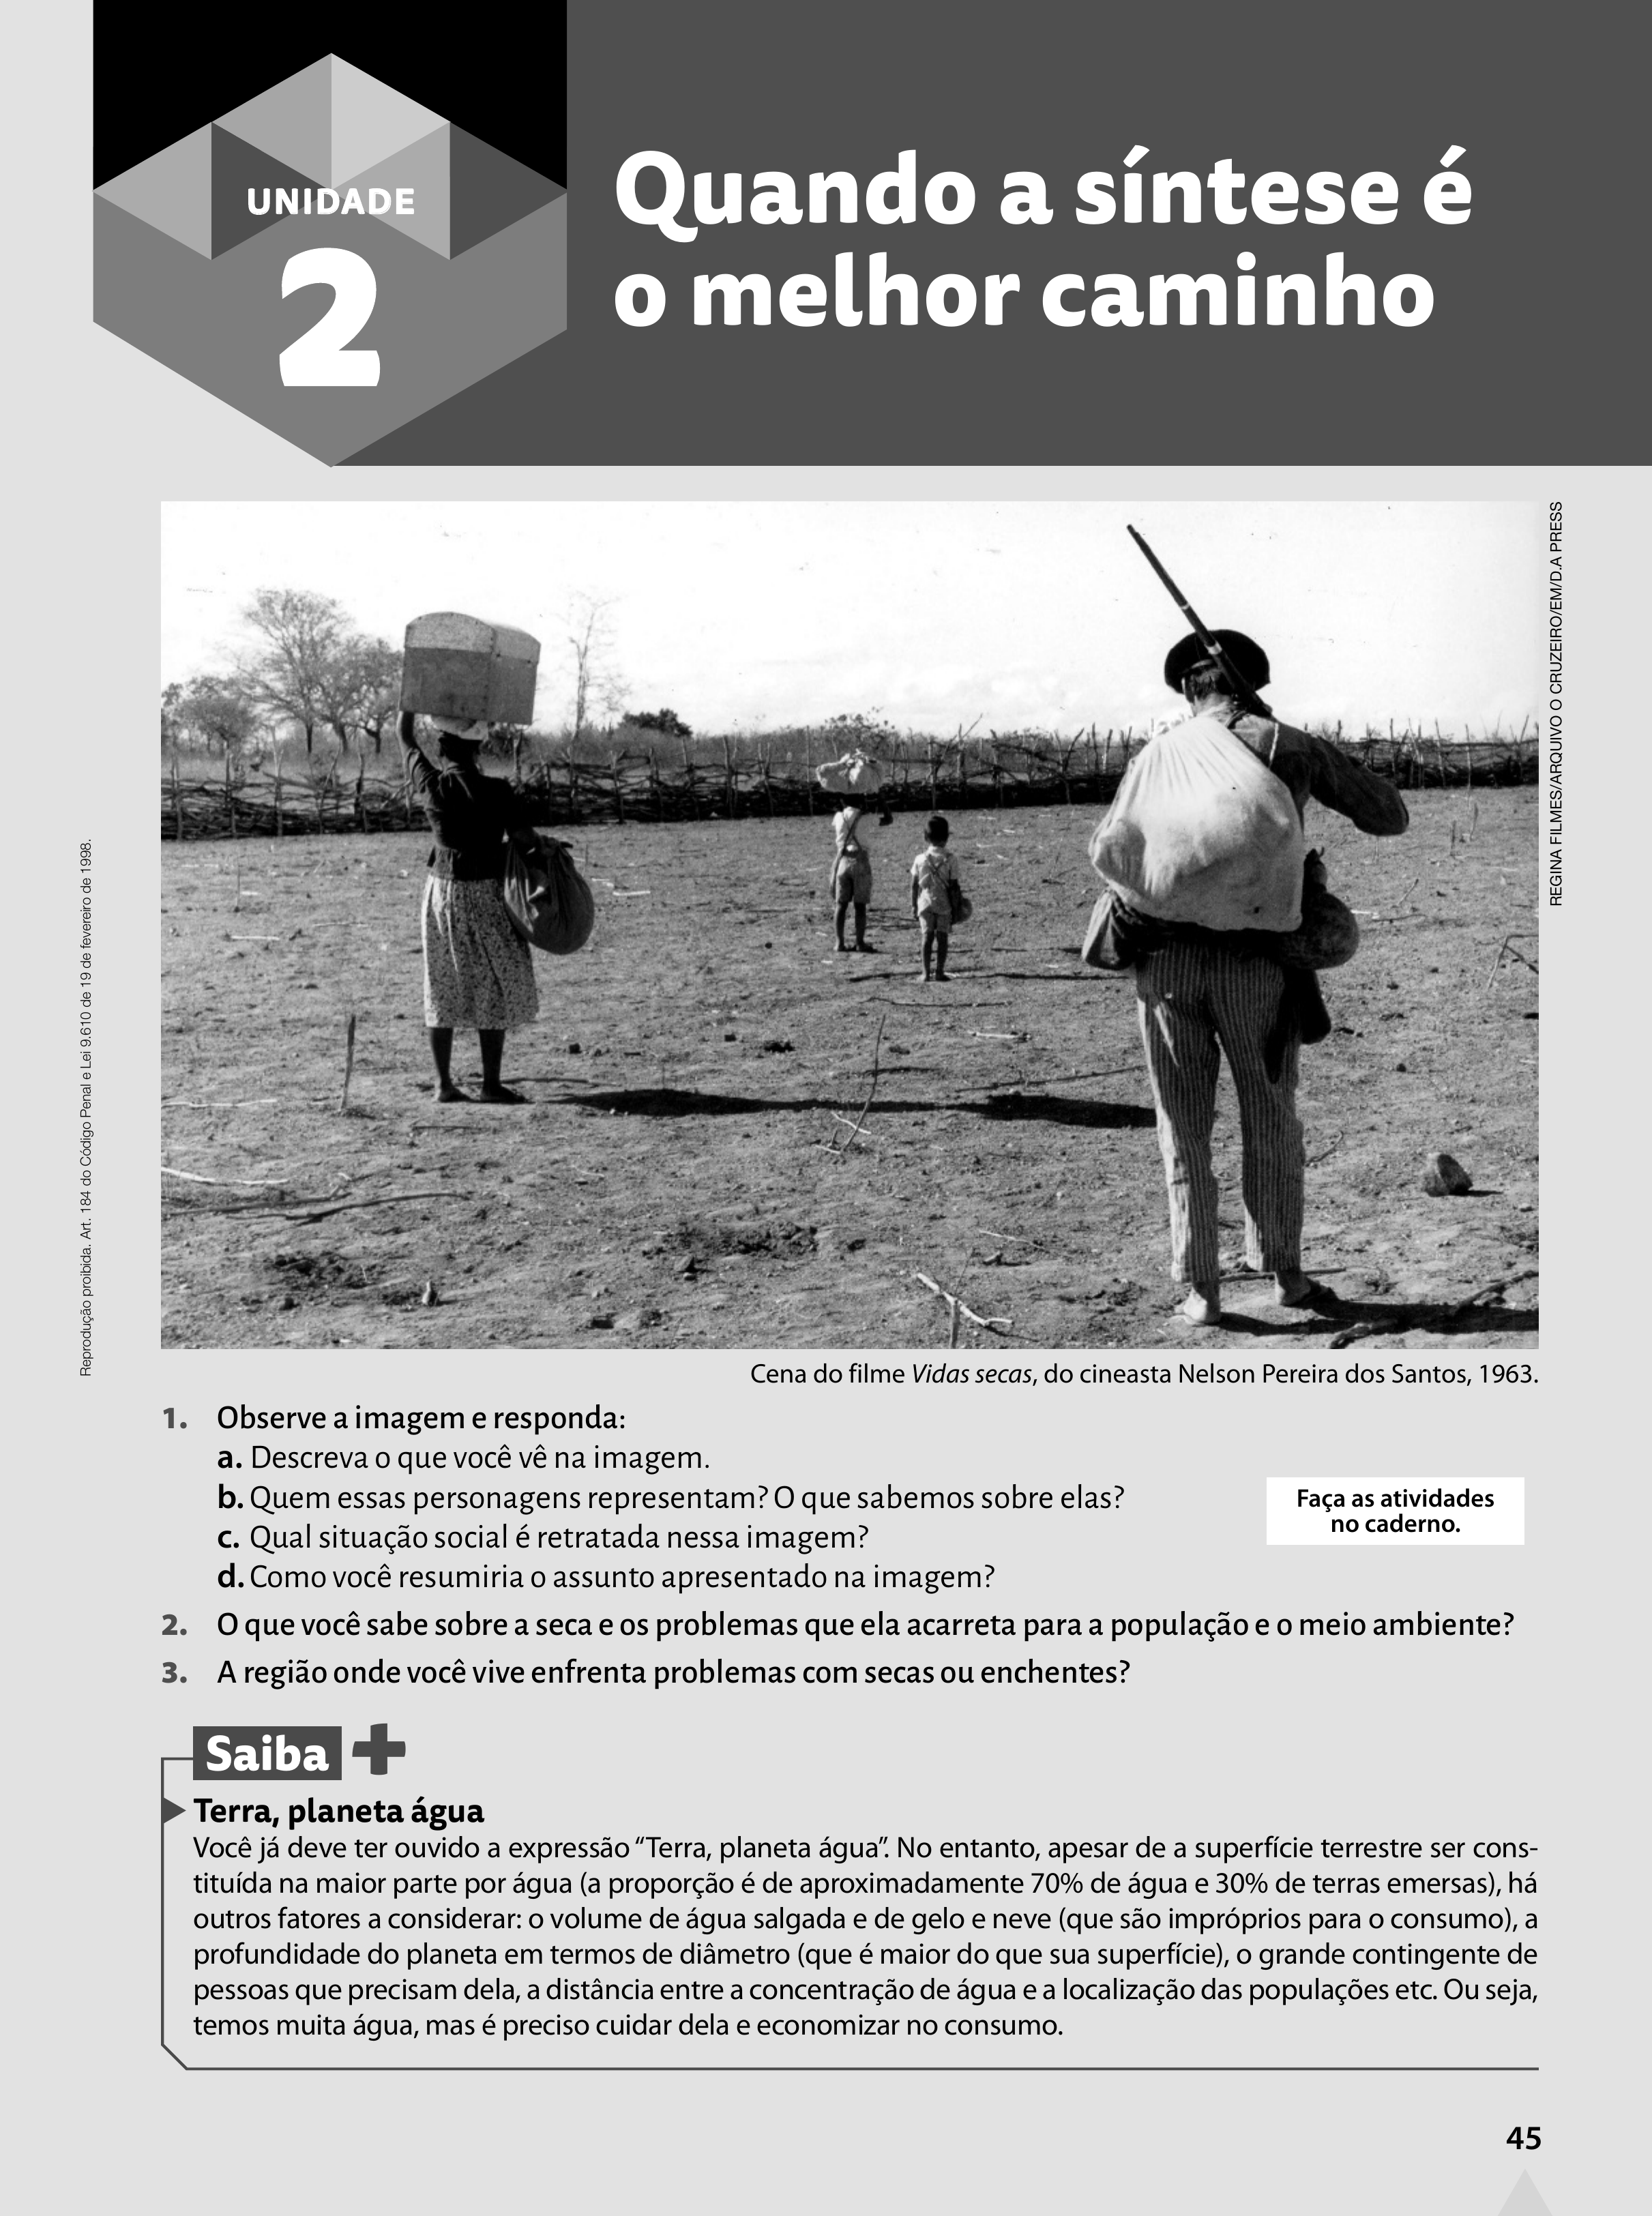 UNIDADE
2
Quando a síntese é
o melhor caminho
REGINA FILMES/ARQUIVO O CRUZEIRO/EM/D.A PRESS
Reprodução proibida. Art. 184 do Código Penal e Lei 9.610 de 19 de fevereiro de 1998.
Cena do filme Vidas secas, do cineasta Nelson Pereira dos Santos, 1963.
1. Observe a imagem e responda:
a. Descreva o que você vê na imagem.
b. Quem essas personagens representam? O que sabemos sobre elas?
c. Qual situação social é retratada nessa imagem?
d. Como você resumiria o assunto apresentado na imagem?
Faça as atividades
no caderno.
2. O que você sabe sobre a seca e os problemas que ela acarreta para a população e o meio ambiente?
3. A região onde você vive enfrenta problemas com secas ou enchentes?
Saiba +
Terra, planeta água
Você já deve ter ouvido a expressão “Terra, planeta água”. No entanto, apesar de a superfície terrestre ser cons-
tituída na maior parte por água (a proporção é de aproximadamente 70% de água e 30% de terras emersas), há
outros fatores a considerar: o volume de água salgada e de gelo e neve (que são impróprios para o consumo), a
profundidade do planeta em termos de diâmetro (que é maior do que sua superfície), o grande contingente de
pessoas que precisam dela, a distância entre a concentração de água e a localização das populações etc. Ou seja,
temos muita água, mas é preciso cuidar dela e economizar no consumo.
45